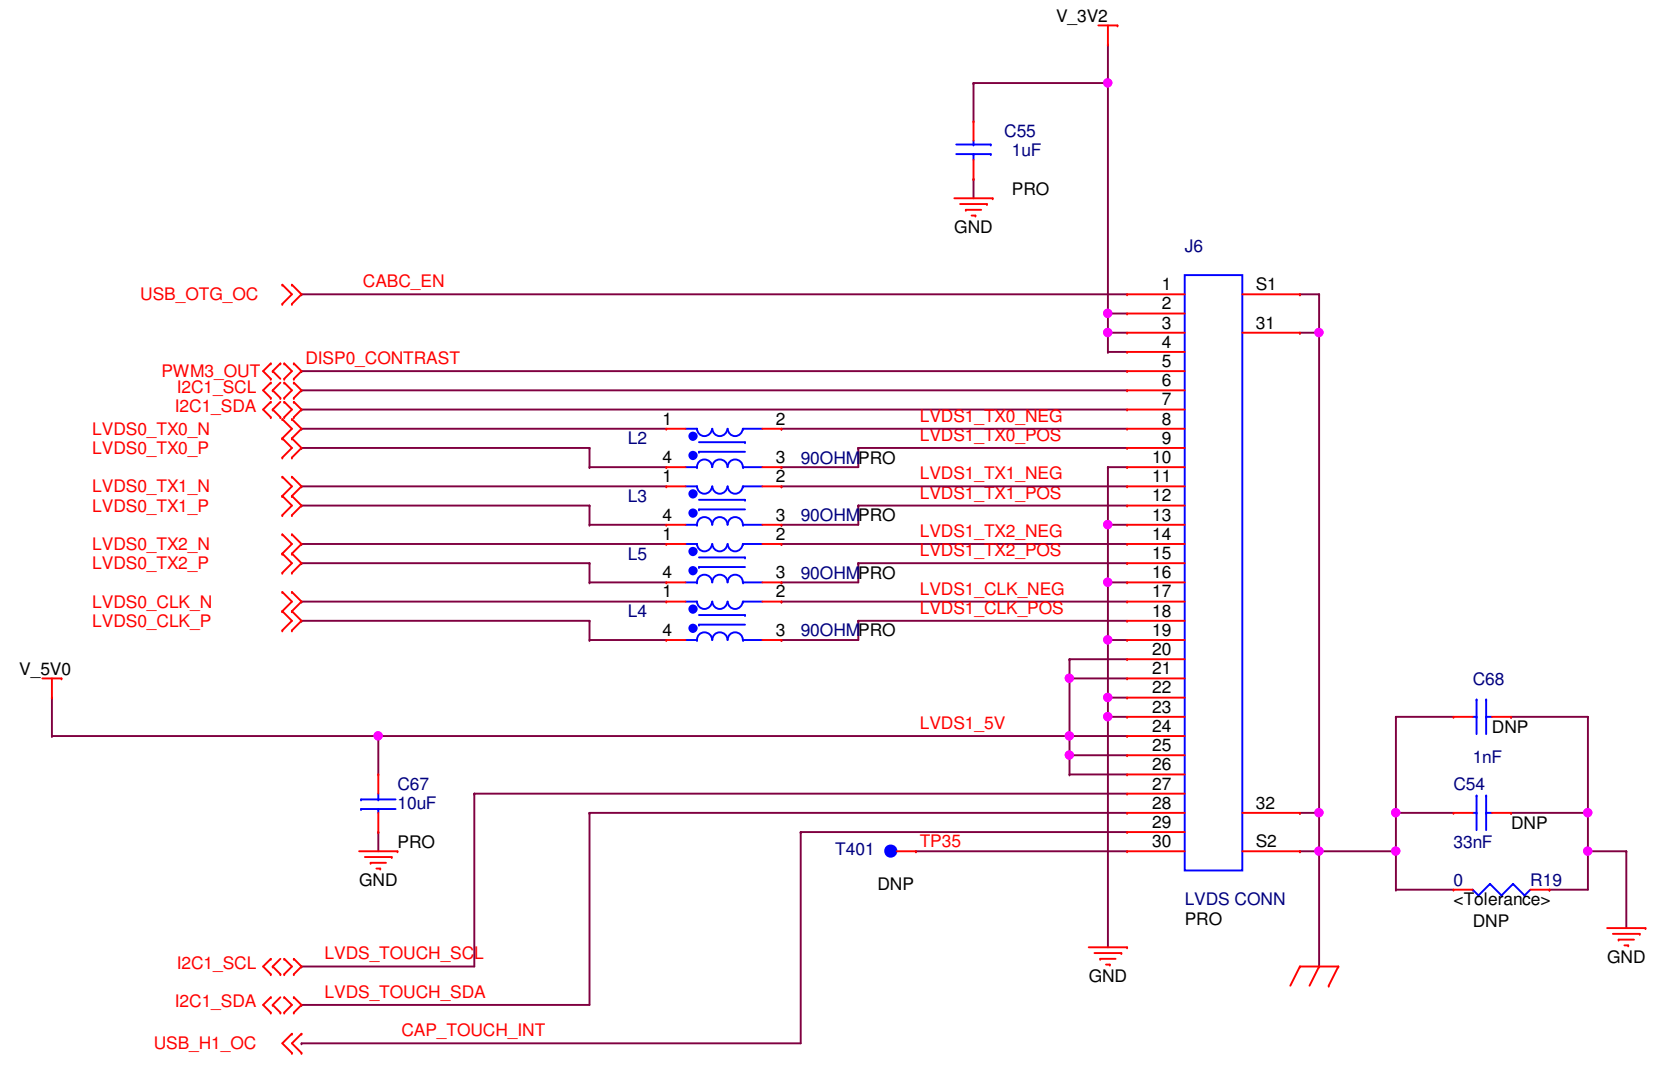 V_3V2
C55
1uF
PRO
GND
J6
USB_OTG_OC
CABC_EN
1
2
3
4
5
6
7
8
9
10
11
12
13
14
15
16
17
18
19
20
21
22
23
24
25
26
27
28
29
30
S1
31
32
S2
LVDS CONN
PRO
PWM3_OUT
DISP0_CONTRAST
I2C1_SCL
I2C1_SDA
LVDS0_TX0_N
LVDS0_TX0_P
1
2
L2
4
3
90OHM
PRO
LVDS1_TX0_NEG
LVDS1_TX0_POS
LVDS0_TX1_N
LVDS0_TX1_P
1
2
L3
4
3
90OHM
PRO
LVDS1_TX1_NEG
LVDS1_TX1_POS
LVDS0_TX2_N
LVDS0_TX2_P
1
2
L5
4
3
90OHM
PRO
LVDS1_TX2_NEG
LVDS1_TX2_POS
LVDS0_CLK_N
LVDS0_CLK_P
1
2
L4
4
3
90OHM
PRO
LVDS1_CLK_NEG
LVDS1_CLK_POS
V_5V0
LVDS1_5V
C67
10uF
PRO
GND
T401
TP35
DNP
C68
DNP
1nF
C54
DNP
33nF
0
R19
<Tolerance>
DNP
GND
GND
I2C1_SCL
LVDS_TOUCH_SCL
I2C1_SDA
LVDS_TOUCH_SDA
USB_H1_OC
CAP_TOUCH_INT